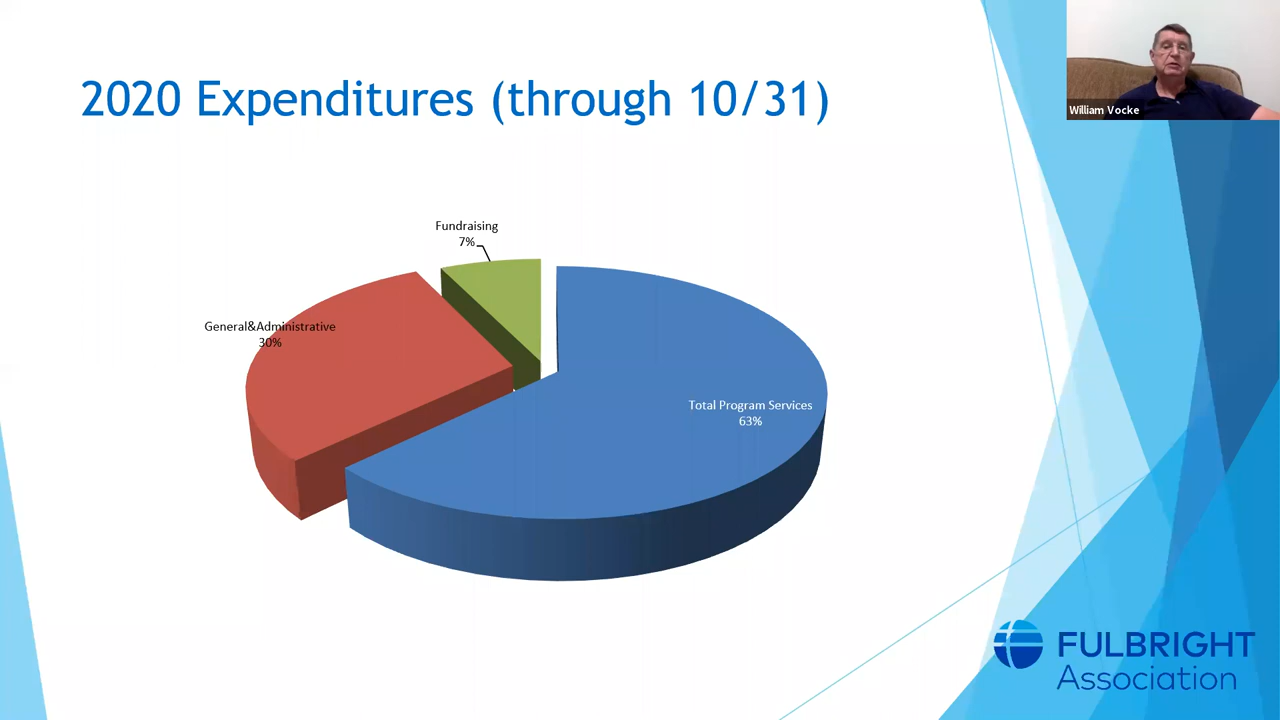 2020 Expenditures (through 10/31)
William Vocke
Fundraising
7%
General&Administrative
30%
Total Program Services
63%
FULBRIGHT
Association